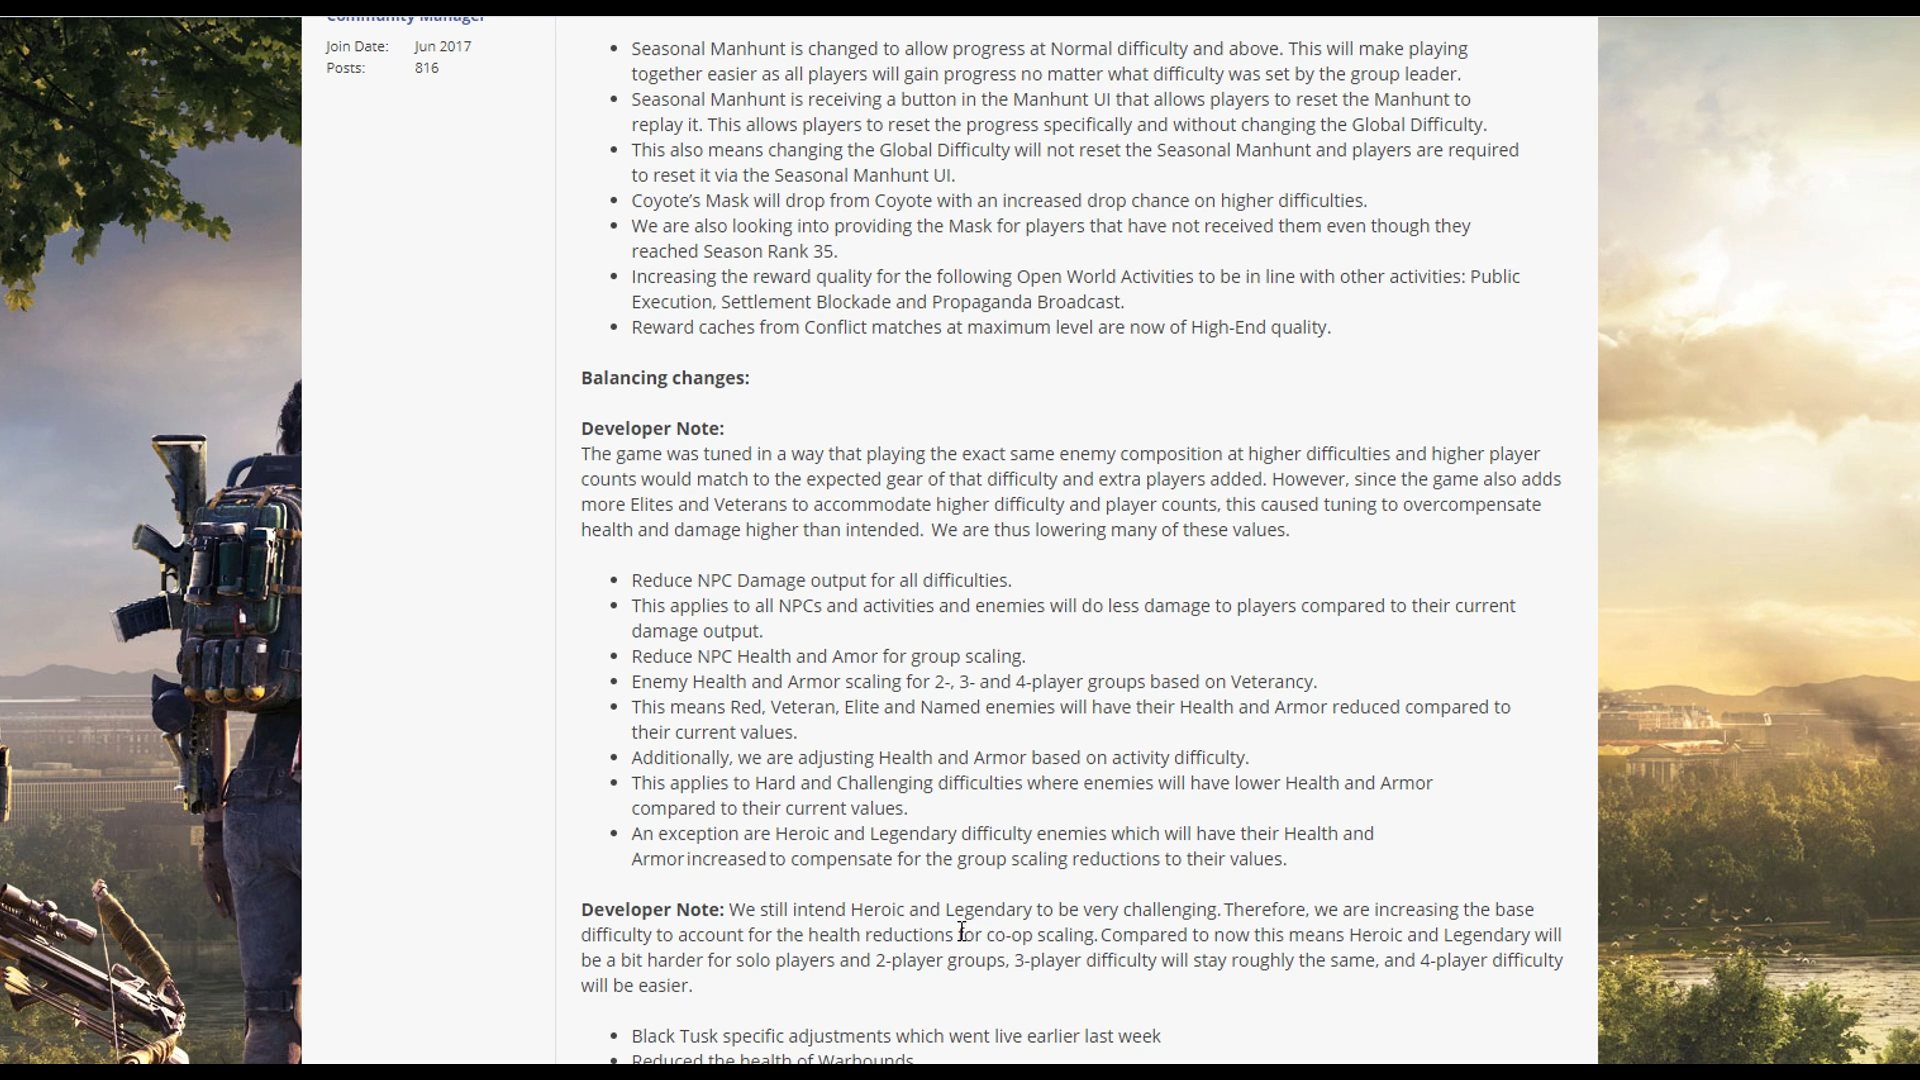 Community Manager
Join Date: Jun 2017
Posts: 816
Seasonal Manhunt is changed to allow progress at Normal difficulty and above. This will make playing
together easier as all players will gain progress no matter what difficulty was set by the group leader.
Seasonal Manhunt is receiving a button in the Manhunt UI that allows players to reset the Manhunt to
replay it. This allows players to reset the progress specifically and without changing the Global Difficulty.
This also means changing the Global Difficulty will not reset the Seasonal Manhunt and players are required
to reset it via the Seasonal Manhunt UI.
Coyote’s Mask will drop from Coyote with an increased drop chance on higher difficulties.
We are also looking into providing the Mask for players that have not received them even though they
reached Season Rank 35.
Increasing the reward quality for the following Open World Activities to be in line with other activities: Public
Execution, Settlement Blockade and Propaganda Broadcast.
Reward caches from Conflict matches at maximum level are now of High-End quality.
Balancing changes:
Developer Note:
The game was tuned in a way that playing the exact same enemy composition at higher difficulties and higher player
counts would match to the expected gear of that difficulty and extra players added. However, since the game also adds
more Elites and Veterans to accommodate higher difficulty and player counts, this caused tuning to overcompensate
health and damage higher than intended. We are thus lowering many of these values.
Reduce NPC Damage output for all difficulties.
This applies to all NPCs and activities and enemies will do less damage to players compared to their current
damage output.
Reduce NPC Health and Amor for group scaling.
Enemy Health and Armor scaling for 2-, 3- and 4-player groups based on Veterancy.
This means Red, Veteran, Elite and Named enemies will have their Health and Armor reduced compared to
their current values.
Additionally, we are adjusting Health and Armor based on activity difficulty.
This applies to Hard and Challenging difficulties where enemies will have lower Health and Armor
compared to their current values.
An exception are Heroic and Legendary difficulty enemies which will have their Health and
Armor increased to compensate for the group scaling reductions to their values.
Developer Note: We still intend Heroic and Legendary to be very challenging. Therefore, we are increasing the base
difficulty to account for the health reductions for co-op scaling. Compared to now this means Heroic and Legendary will
be a bit harder for solo players and 2-player groups, 3-player difficulty will stay roughly the same, and 4-player difficulty
will be easier.
Black Tusk specific adjustments which went live earlier last week
Reduced the health of Warhounds